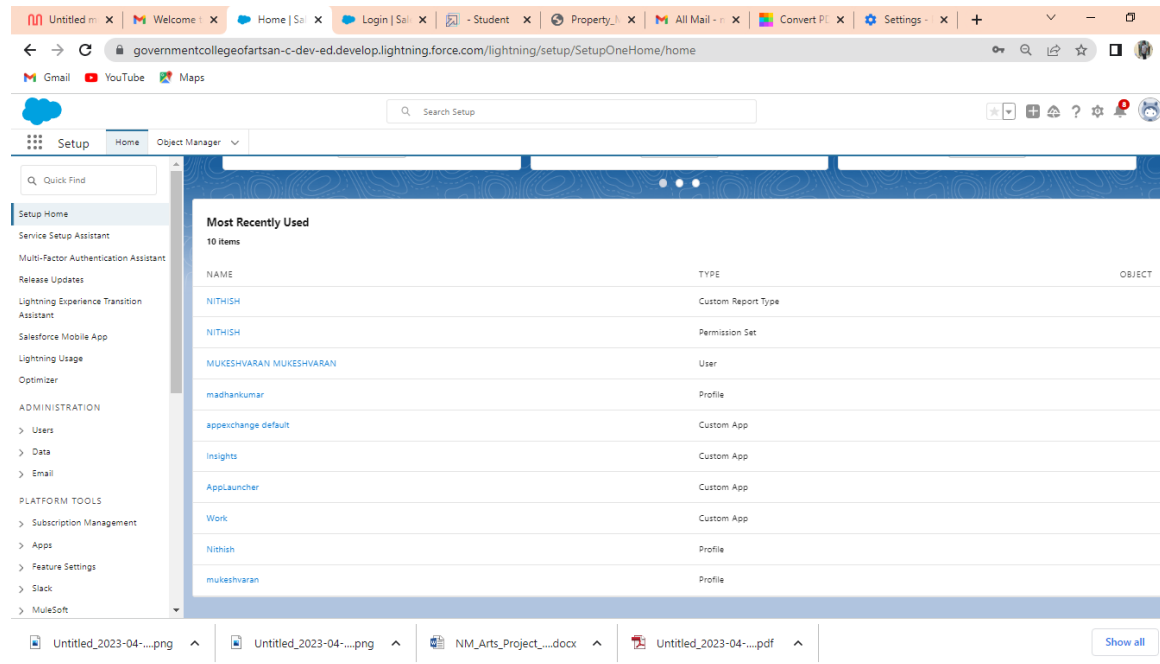 Untitled m
Welcome t
Home | Sal
Login | Sale
- Student
Property_
All Mail - n
Convert PD
Settings -
governmentcollegeofartsan-c-dev-ed.develop.lightning.force.com/lightning/setup/SetupOneHome/home
Gmail YouTube Maps
Search Setup
8
Setup Home Object Manager
Quick Find
Setup Home
Service Setup Assistant
Multi-Factor Authentication Assistant
Release Updates
Lightning Experience Transition
Assistant
Salesforce Mobile App
Lightning Usage
Optimizer
ADMINISTRATION
Users
Data
Email
PLATFORM TOOLS
Subscription Management
Apps
Feature Settings
Slack
MuleSoft
Most Recently Used
10 items
NAME TYPE OBJECT
NITHISH Custom Report Type
NITHISH Permission Set
MUKESHVARAN MUKESHVARAN User
madhankumar Profile
appexchange default Custom App
Insights Custom App
AppLauncher Custom App
Work Custom App
Nithish Profile
mukeshvaran Profile
Untitled_2023-04-....png
Untitled_2023-04-....png
NM_Arts_Project_....docx
Untitled_2023-04-....pdf
Show all